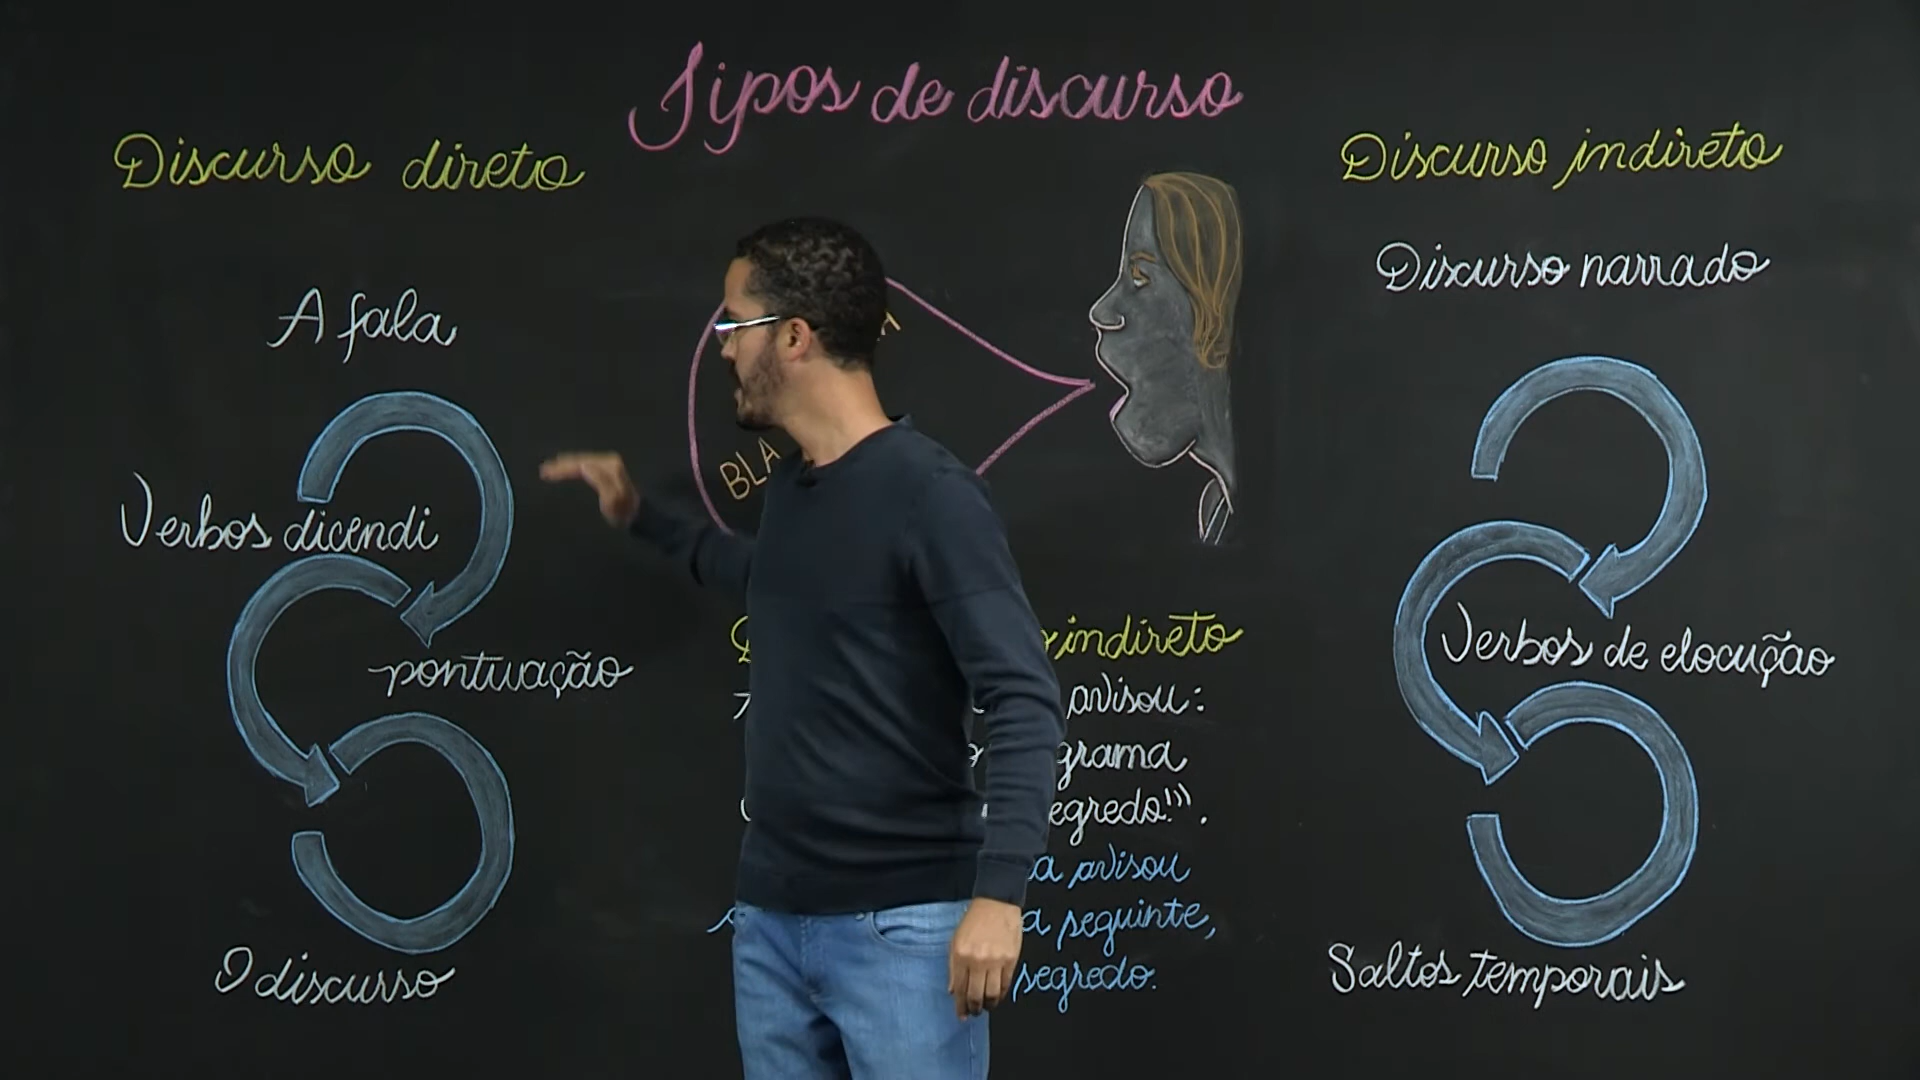 Tipos de discurso
Discurso direto
A fala
Verbos dicendi
pontuação
O discurso
BLA
indireto
avisou:
grama
egredo!")).
a avisou
a seguinte,
segredo.
Discurso indireto
Discurso narrado
Verbos de elocução
Saltos temporais